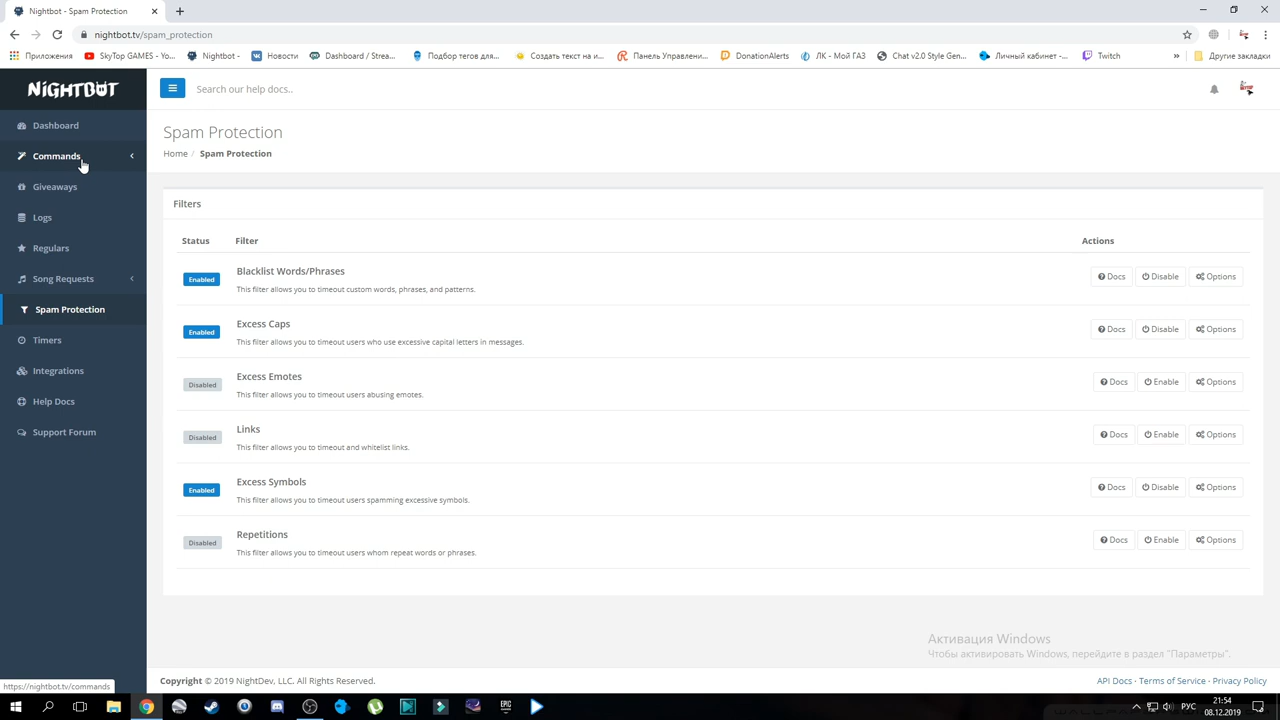 Nightbot - Spam Protection
nightbot.tv/spam_protection
Приложения SkyTop GAMES - Yo... Nightbot - Новости Dashboard / Strea... Подбор тегов для... Создать текст на и... Панель Управлени... DonationAlerts ЛК - Мой ГАЗ Chat v2.0 Style Gen... Личный кабинет -... Twitch » Другие закладки
NIGHTBOT
Search our help docs..
Dashboard
Commands
Giveaways
Logs
Regulars
Song Requests
Spam Protection
Timers
Integrations
Help Docs
Support Forum
Spam Protection
Home / Spam Protection
Filters
Status Filter Actions
Enabled Blacklist Words/Phrases Docs Disable Options
This filter allows you to timeout custom words, phrases, and patterns.
Enabled Excess Caps Docs Disable Options
This filter allows you to timeout users who use excessive capital letters in messages.
Disabled Excess Emotes Docs Enable Options
This filter allows you to timeout users abusing emotes.
Disabled Links Docs Enable Options
This filter allows you to timeout and whitelist links.
Enabled Excess Symbols Docs Disable Options
This filter allows you to timeout users spamming excessive symbols.
Disabled Repetitions Docs Enable Options
This filter allows you to timeout users whom repeat words or phrases.
Активация Windows
Чтобы активировать Windows, перейдите в раздел "Параметры".
Copyright © 2019 NightDev, LLC. All Rights Reserved. API Docs · Terms of Service · Privacy Policy
https://nightbot.tv/commands
EPIC
РУС
21:54
08.12.2019